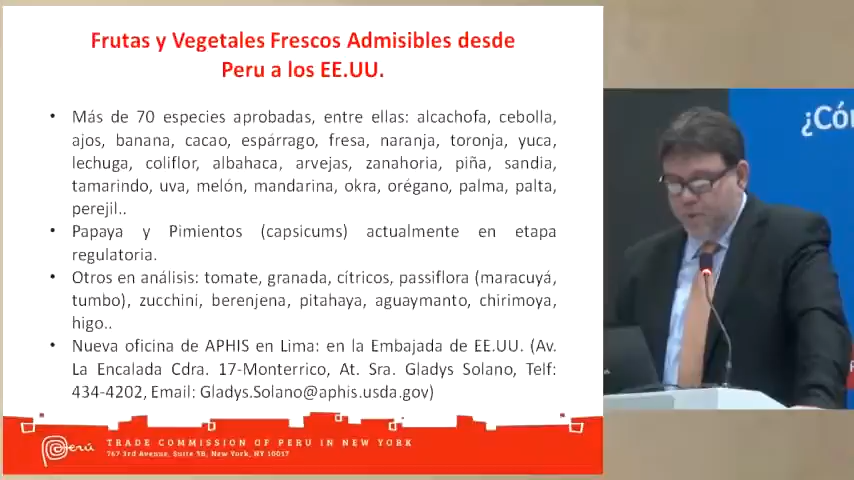 Frutas y Vegetales Frescos Admisibles desde
Peru a los EE.UU.
• Más de 70 especies aprobadas, entre ellas: alcachofa, cebolla,
ajos, banana, cacao, espárrago, fresa, naranja, toronja, yuca,
lechuga, coliflor, albahaca, arvejas, zanahoria, piña, sandia,
tamarindo, uva, melón, mandarina, okra, orégano, palma, palta,
perejil..
• Papaya y Pimientos (capsicums) actualmente en etapa
regulatoria.
• Otros en análisis: tomate, granada, cítricos, passiflora (maracuyá,
tumbo), zucchini, berenjena, pitahaya, aguaymanto, chirimoya,
higo..
• Nueva oficina de APHIS en Lima: en la Embajada de EE.UU. (Av.
La Encalada Cdra. 17-Monterrico, At. Sra. Gladys Solano, Telf:
434-4202, Email: Gladys.Solano@aphis.usda.gov)
Perú
TRADE COMMISSION OF PERU IN NEW YORK
767 3rd Avenue, Suite 3B, New York, NY 10017
¿Cóm